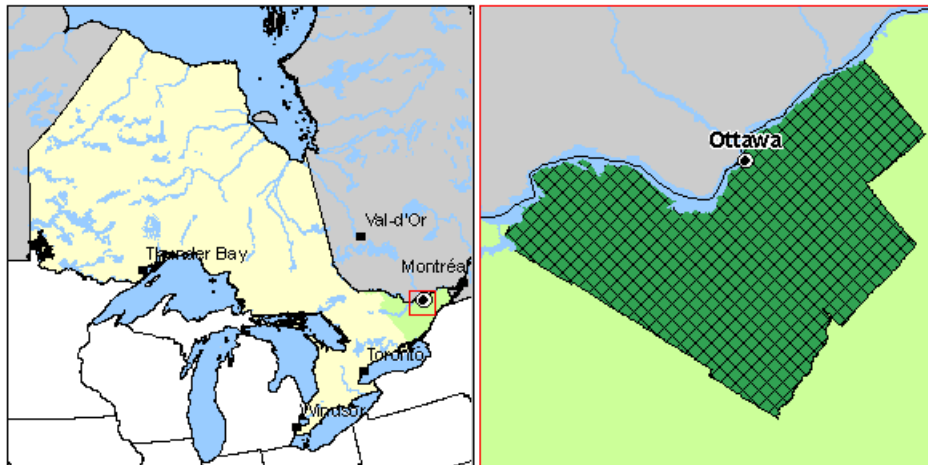 Val-d'Or
Thunder Bay
Montréal
Toronto
Windsor
Ottawa